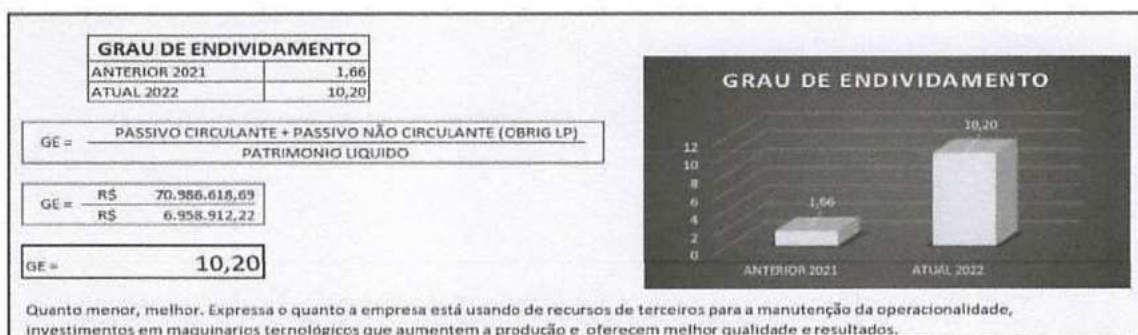 GRAU DE ENDIVIDAMENTO
ANTERIOR 2021 1,66
ATUAL 2022 10,20
GE = PASSIVO CIRCULANTE + PASSIVO NÃO CIRCULANTE (OBRIG LP)
PATRIMONIO LIQUIDO
GE = R$ 70.986.618,69
R$ 6.958.912,22
GE = 10,20
GRAU DE ENDIVIDAMENTO
10,20
12
10
8
6
4
2
0
1,66
ANTERIOR 2021 ATUAL 2022
Quanto menor, melhor. Expressa o quanto a empresa está usando de recursos de terceiros para a manutenção da operacionalidade,
investimentos em maquinarios tecnológicos que aumentem a produção e oferecem melhor qualidade e resultados.